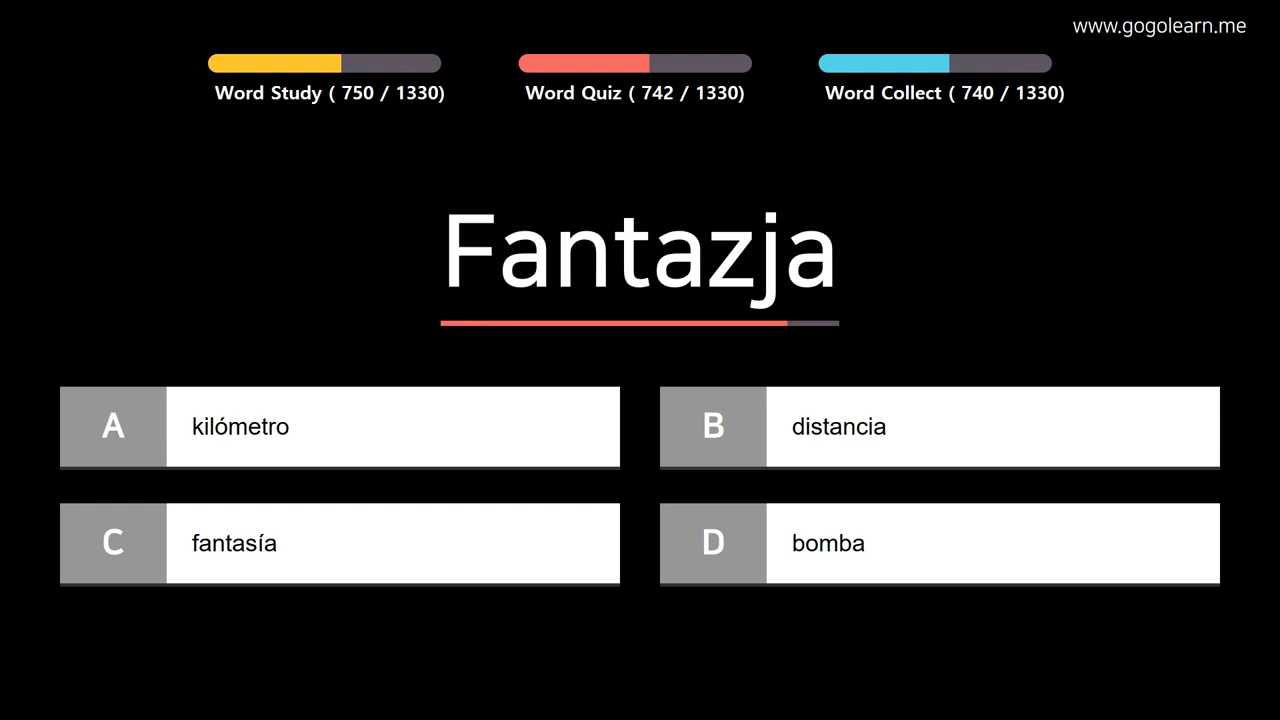 www.gogolearn.me
Word Study ( 750 / 1330)
Word Quiz ( 742 / 1330)
Word Collect ( 740 / 1330)
Fantazja
A kilómetro
B distancia
C fantasía
D bomba